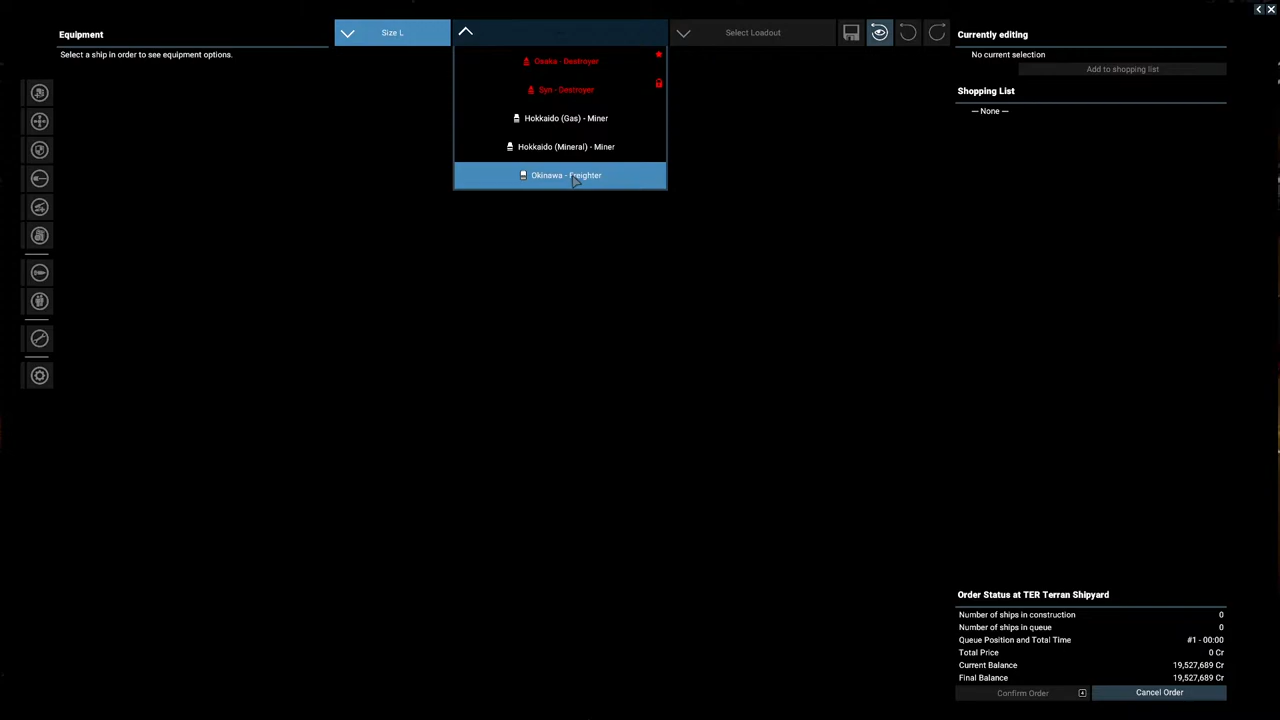 Equipment
Select a ship in order to see equipment options.
Size L
Osaka - Destroyer
Syn - Destroyer
Hokkaido (Gas) - Miner
Hokkaido (Mineral) - Miner
Okinawa - Freighter
Select Loadout
Currently editing
No current selection
Add to shopping list
Shopping List
— None —
Order Status at TER Terran Shipyard
Number of ships in construction 0
Number of ships in queue 0
Queue Position and Total Time #1 - 00:00
Total Price 0 Cr
Current Balance 19,527,689 Cr
Final Balance 19,527,689 Cr
Confirm Order
Cancel Order